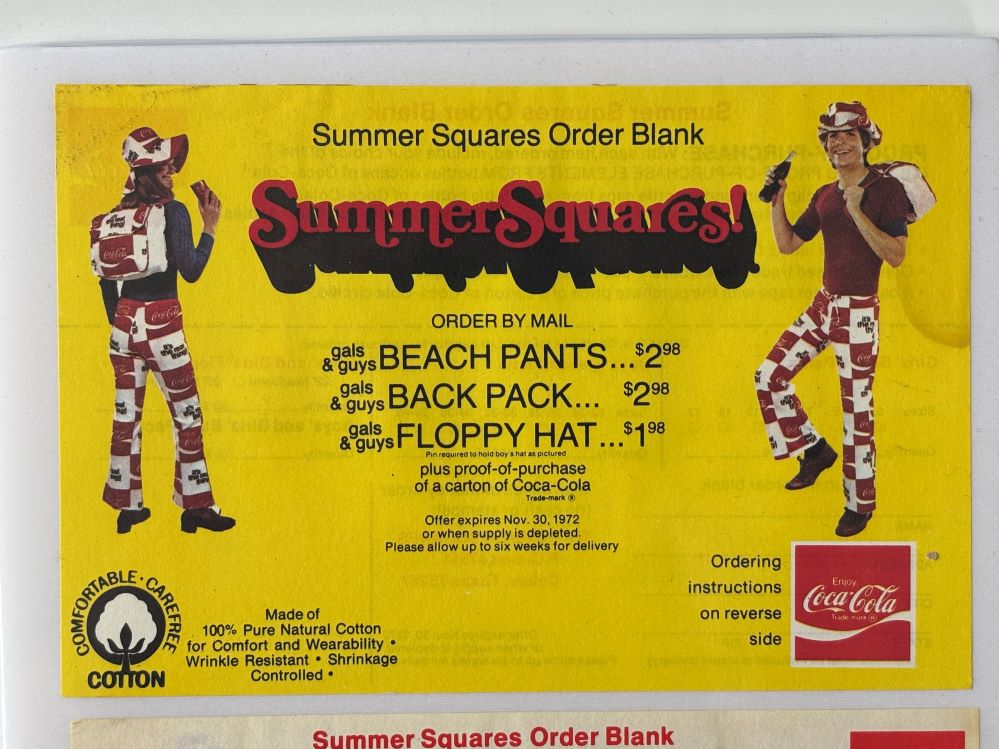 Summer Squares Order Blank
SummerSquares!
ORDER BY MAIL
gals & guys BEACH PANTS... $2.98
gals & guys BACK PACK... $2.98
gals & guys FLOPPY HAT... $1.98
Pin required to hold boy's hat as pictured
plus proof-of-purchase
of a carton of Coca-Cola
Trade-mark ®
Offer expires Nov. 30, 1972
or when supply is depleted.
Please allow up to six weeks for delivery
COMFORTABLE • CAREFREE
COTTON
Made of
100% Pure Natural Cotton
for Comfort and Wearability •
Wrinkle Resistant • Shrinkage
Controlled •
Ordering
instructions
on reverse
side
Enjoy
Coca-Cola
Trade-mark ®
Summer Squares Order Blank